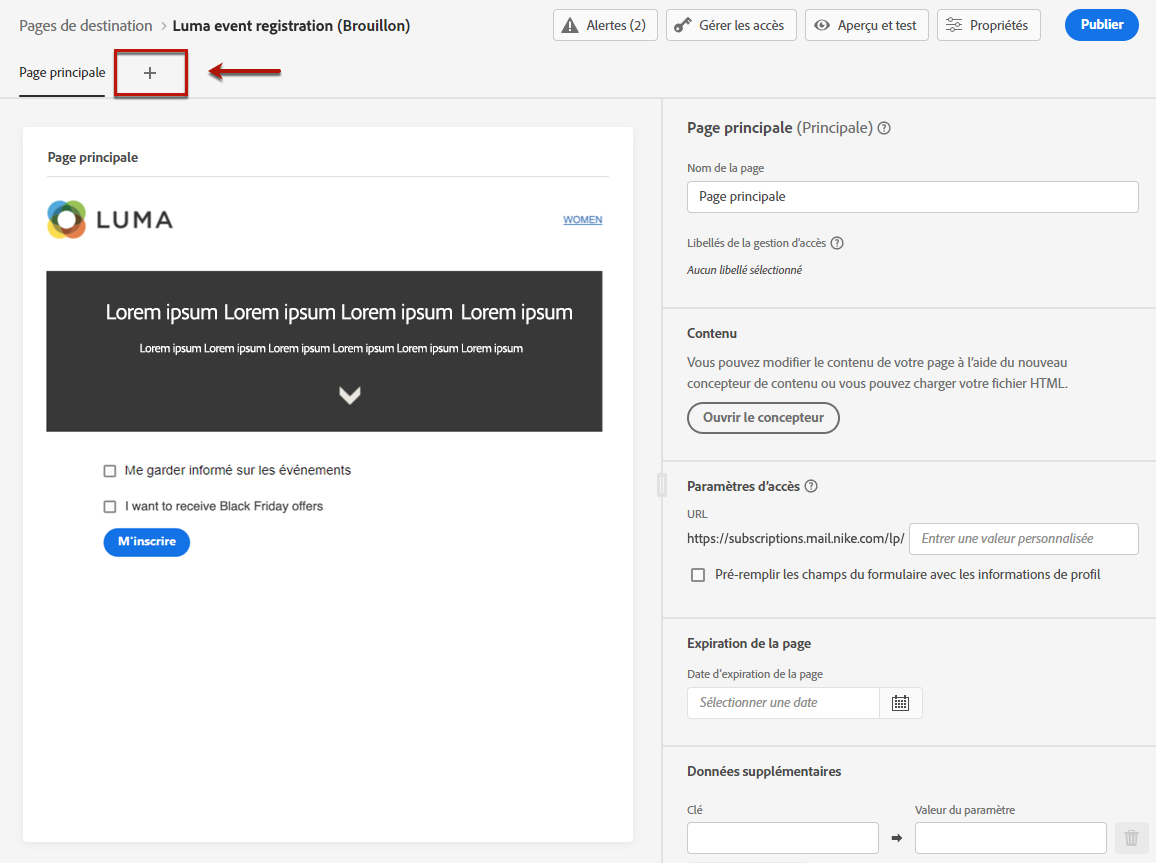 Pages de destination > Luma event registration (Brouillon)
Alertes (2)
Gérer les accès
Aperçu et test
Propriétés
Publier
Page principale
+
Page principale
LUMA
WOMEN
Lorem ipsum Lorem ipsum Lorem ipsum Lorem ipsum
Lorem ipsum Lorem ipsum Lorem ipsum Lorem ipsum Lorem ipsum Lorem ipsum
Me garder informé sur les événements
I want to receive Black Friday offers
M'inscrire
Page principale (Principale)
Nom de la page
Page principale
Libellés de la gestion d'accès
Aucun libellé sélectionné
Contenu
Vous pouvez modifier le contenu de votre page à l'aide du nouveau
concepteur de contenu ou vous pouvez charger votre fichier HTML.
Ouvrir le concepteur
Paramètres d'accès
URL
https://subscriptions.mail.nike.com/lp/
Entrer une valeur personnalisée
Pré-remplir les champs du formulaire avec les informations de profil
Expiration de la page
Date d'expiration de la page
Sélectionner une date
Données supplémentaires
Clé
Valeur du paramètre